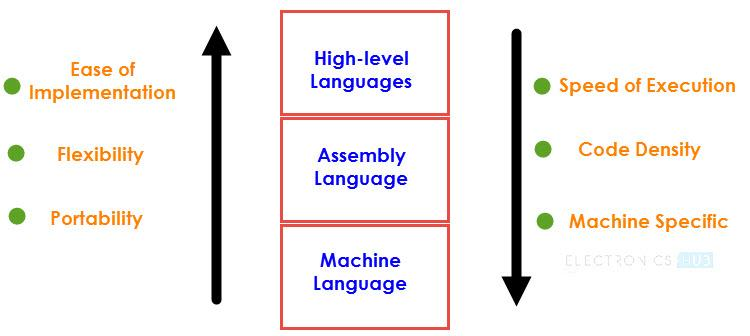 Ease of
Implementation
Flexibility
Portability
High-level
Languages
Assembly
Language
Machine
Language
Speed of Execution
Code Density
Machine Specific
ELECTRONICS HUB